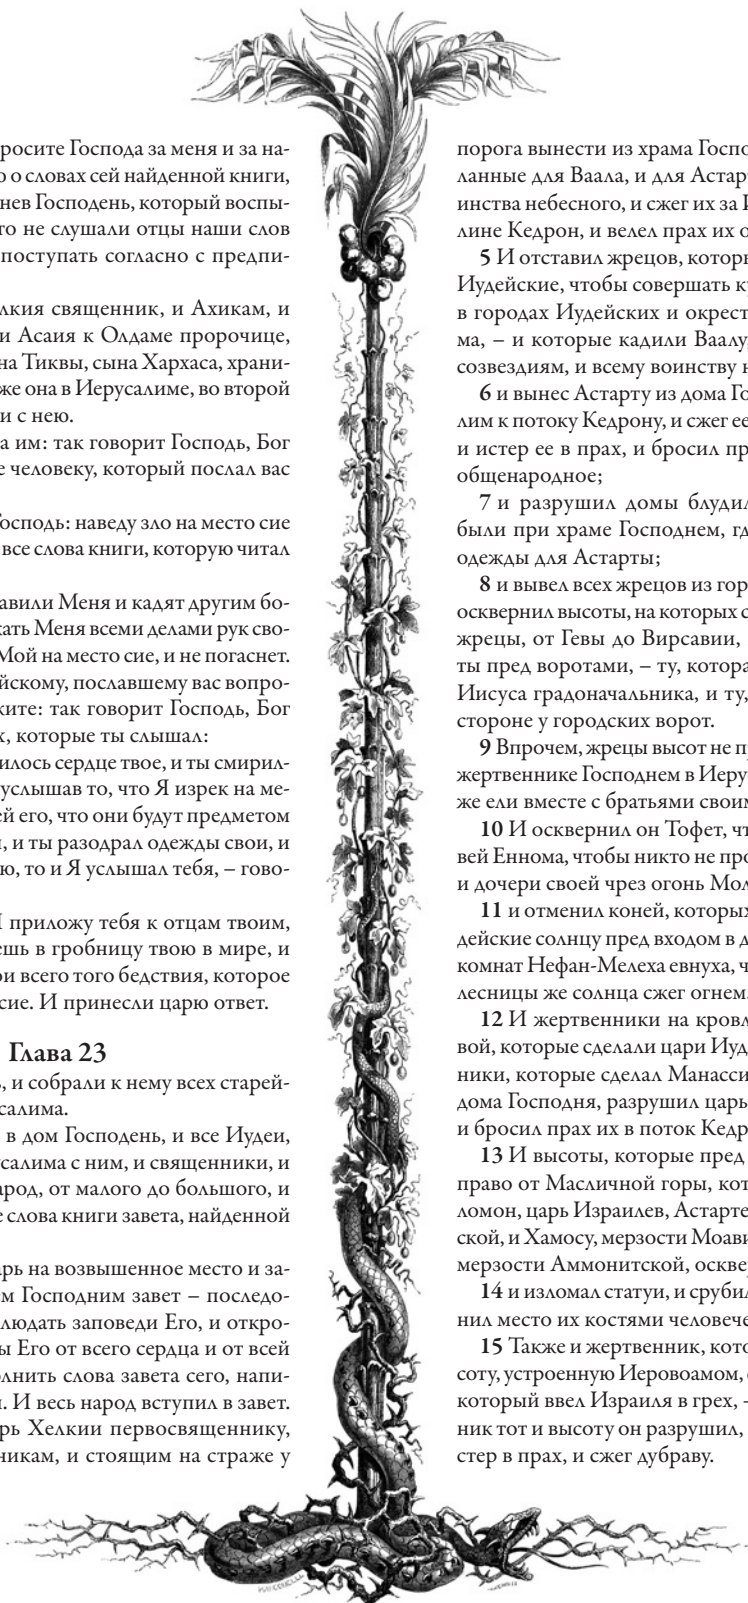 росите Господа за меня и за на-
о словах сей найденной книги,
нев Господень, который воспы-
не слушали отцы наши слов
поступать согласно с предпи-
лкия священник, и Ахикам, и
и Асаия к Олдаме пророчице,
на Тиквы, сына Хархаса, храни-
же она в Иерусалиме, во второй
и с нею.
а им: так говорит Господь, Бог
е человеку, который послал вас
осподь: наведу зло на место сие
все слова книги, которую читал
авили Меня и кадят другим бо-
кать Меня всеми делами рук сво-
Мой на место сие, и не погаснет.
йскому, пославшему вас вопро-
ките: так говорит Господь, Бог
х, которые ты слышал:
илось сердце твое, и ты смирил-
услышав то, что Я изрек на ме-
ей его, что они будут предметом
и, и ты разодрал одежды свои, и
ю, то и Я услышал тебя, – гово-
приложу тебя к отцам твоим,
ешь в гробницу твою в мире, и
ри всего того бедствия, которое
сие. И принесли царю ответ.
Глава 23
ь, и собрали к нему всех старей-
салима.
в дом Господень, и все Иудеи,
салима с ним, и священники, и
арод, от малого до большого, и
е слова книги завета, найденной
арь на возвышенное место и за-
ем Господним завет – последо-
людать заповеди Его, и откро-
ы Его от всего сердца и от всей
олнить слова завета сего, напи-
й. И весь народ вступил в завет.
рь Хелкии первосвященнику,
никам, и стоящим на страже у
порога вынести из храма Госпо
ланные для Ваала, и для Астар
инства небесного, и сжег их за И
лине Кедрон, и велел прах их о
5 И отставил жрецов, которы
Иудейские, чтобы совершать к
в городах Иудейских и окрест
ма, – и которые кадили Ваалу,
созвездиям, и всему воинству н
6 и вынес Астарту из дома Го
лим к потоку Кедрону, и сжег ее
и истер ее в прах, и бросил пр
общенародное;
7 и разрушил домы блудил
были при храме Господнем, гд
одежды для Астарты;
8 и вывел всех жрецов из гор
осквернил высоты, на которых с
жрецы, от Гевы до Вирсавии,
ты пред воротами, – ту, котора
Иисуса градоначальника, и ту,
стороне у городских ворот.
9 Впрочем, жрецы высот не п
жертвеннике Господнем в Иеру
же ели вместе с братьями своим
10 И осквернил он Тофет, чт
вей Еннома, чтобы никто не про
и дочери своей чрез огонь Мол
11 и отменил коней, которых
дейские солнцу пред входом в д
комнат Нефан-Мелеха евнуха, ч
лесницы же солнца сжег огнем.
12 И жертвенники на кровл
вой, которые сделали цари Иуд
ники, которые сделал Манасси
дома Господня, разрушил царь
и бросил прах их в поток Кедр
13 И высоты, которые пред
право от Масличной горы, кот
ломон, царь Израилев, Астарте
ской, и Хамосу, мерзости Моави
мерзости Аммонитской, оскве
14 и изломал статуи, и срубил
нил место их костями человече
15 Также и жертвенник, кото
соту, устроенную Иеровоамом,
который ввел Израиля в грех, –
ник тот и высоту он разрушил,
стер в прах, и сжег дубраву.